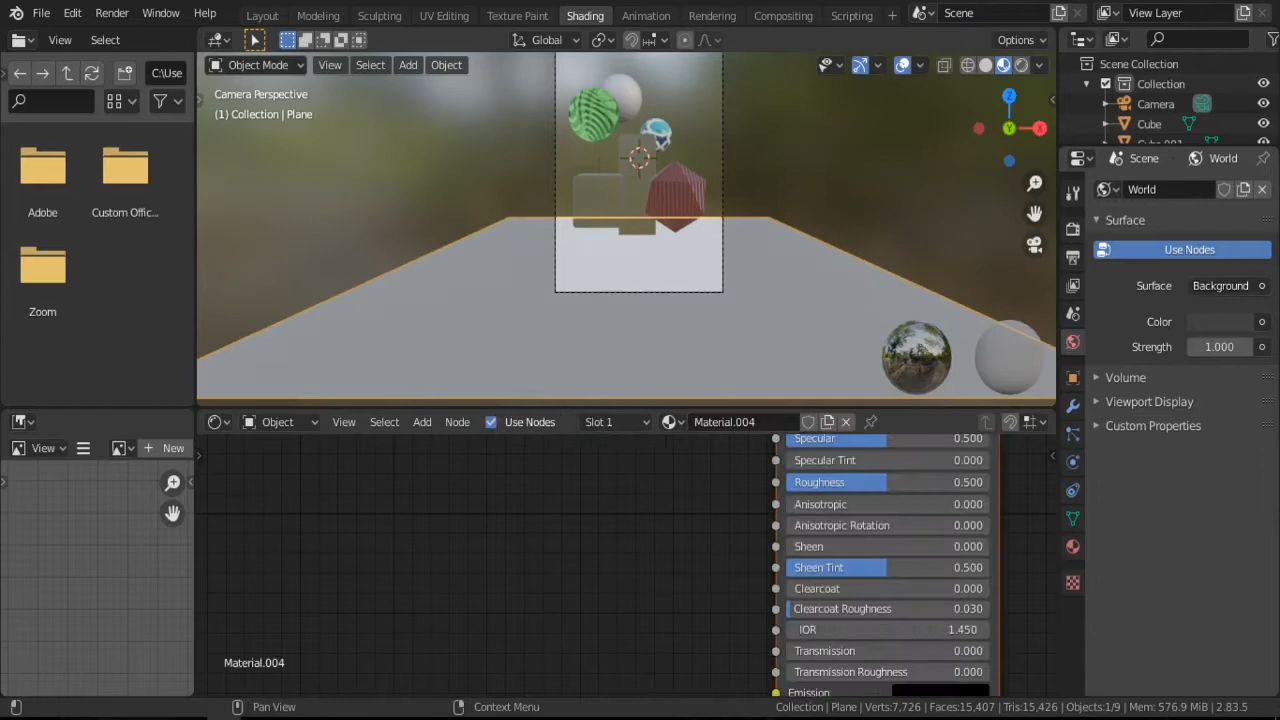 File Edit Render Window Help Layout Modeling Sculpting UV Editing Texture Paint Shading Animation Rendering Compositing Scripting Scene View Layer
View Select Global Options
C:\Use
Object Mode View Select Add Object
Camera Perspective
(1) Collection | Plane
Z
Y
X
Adobe
Custom Offic...
Zoom
Scene Collection
Collection
Camera
Cube
Cube.001
Scene World
World
Surface
Use Nodes
Surface Background
Color
Strength 1.000
Volume
Viewport Display
Custom Properties
View New
Object View Select Add Node Use Nodes Slot 1 Material.004
Specular 0.500
Specular Tint 0.000
Roughness 0.500
Anisotropic 0.000
Anisotropic Rotation 0.000
Sheen 0.000
Sheen Tint 0.500
Clearcoat 0.000
Clearcoat Roughness 0.030
IOR 1.450
Transmission 0.000
Transmission Roughness 0.000
Emission
Material.004
Pan View Context Menu Collection | Plane | Verts:7,726 | Faces:15,407 | Tris:15,426 | Objects:1/9 | Mem: 576.9 MiB | 2.83.5